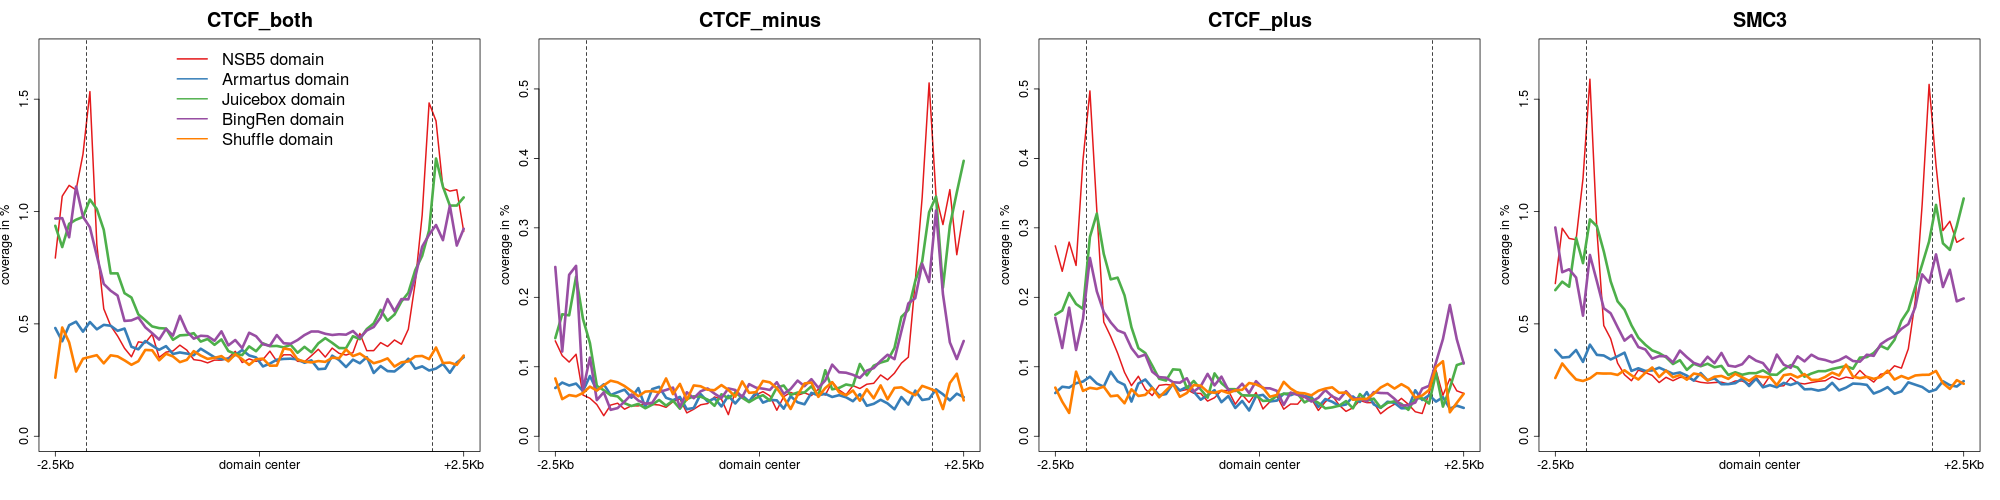 CTCF_both
NSB5 domain
Armartus domain
Juicebox domain
BingRen domain
Shuffle domain
coverage in %
0.0
0.5
1.0
1.5
-2.5Kb
domain center
+2.5Kb
CTCF_minus
coverage in %
0.0
0.1
0.2
0.3
0.4
0.5
-2.5Kb
domain center
+2.5Kb
CTCF_plus
coverage in %
0.0
0.1
0.2
0.3
0.4
0.5
-2.5Kb
domain center
+2.5Kb
SMC3
coverage in %
0.0
0.5
1.0
1.5
-2.5Kb
domain center
+2.5Kb